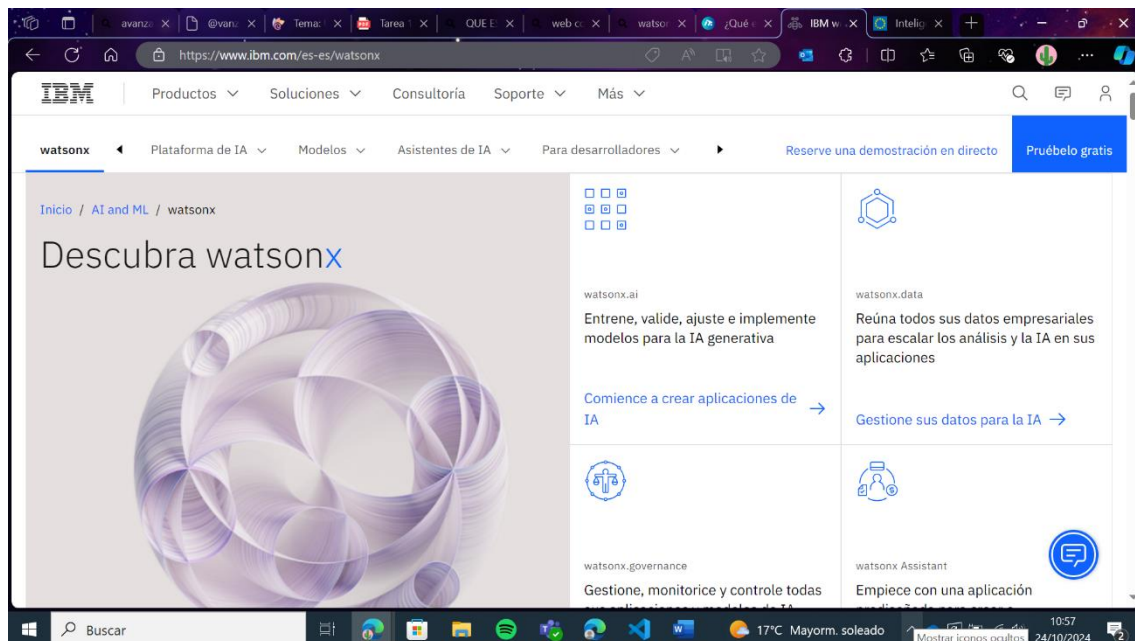 avanza
@vanz
Tema:
Tarea 1
QUE E
web co
watson
¿Qué e
IBM w
Intelig
https://www.ibm.com/es-es/watsonx
IBM
Productos
Soluciones
Consultoría
Soporte
Más
watsonx
Plataforma de IA
Modelos
Asistentes de IA
Para desarrolladores
Reserve una demostración en directo
Pruébelo gratis
Inicio / AI and ML / watsonx
Descubra watsonx
watsonx.ai
Entrene, valide, ajuste e implemente
modelos para la IA generativa
Comience a crear aplicaciones de
IA
watsonx.data
Reúna todos sus datos empresariales
para escalar los análisis y la IA en sus
aplicaciones
Gestione sus datos para la IA
watsonx.governance
Gestione, monitorice y controle todas
watsonx Assistant
Empiece con una aplicación
Buscar
17°C Mayorm. soleado
Mostrar iconos ocultos
10:57
24/10/2024
2